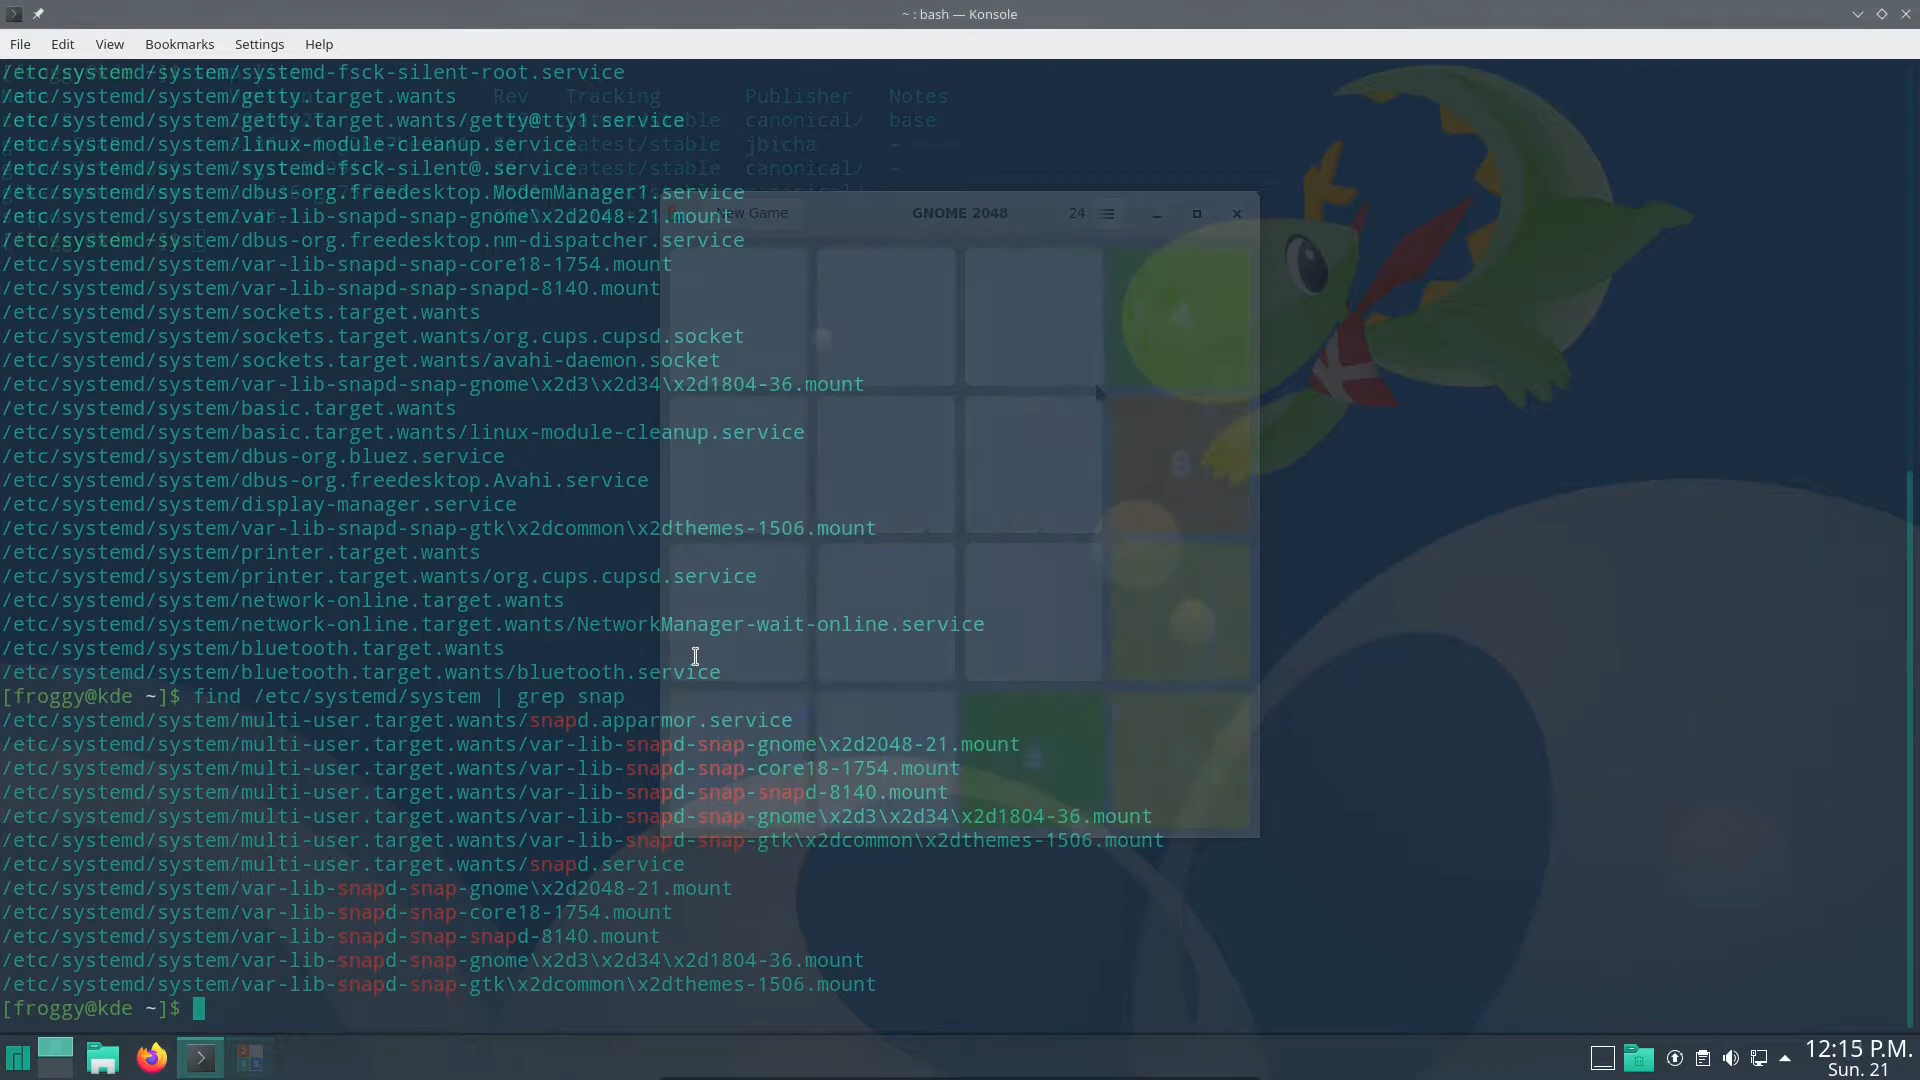 ~ : bash — Konsole
File Edit View Bookmarks Settings Help
/etc/systemd/system/systemd-fsck-silent-root.service
/etc/systemd/system/getty.target.wants
Rev Tracking Publisher Notes
/etc/systemd/system/getty.target.wants/getty@tty1.service
canonical/ base
/etc/systemd/system/linux-module-cleanup.service
latest/stable jbicha -
/etc/systemd/system/systemd-fsck-silent@.service
latest/stable canonical/ -
/etc/systemd/system/dbus-org.freedesktop.ModemManager1.service
/etc/systemd/system/var-lib-snapd-snap-gnome\x2d2048-21.mount
New Game GNOME 2048 24
/etc/systemd/system/dbus-org.freedesktop.nm-dispatcher.service
/etc/systemd/system/var-lib-snapd-snap-core18-1754.mount
/etc/systemd/system/var-lib-snapd-snap-snapd-8140.mount
/etc/systemd/system/sockets.target.wants
4
/etc/systemd/system/sockets.target.wants/org.cups.cupsd.socket
/etc/systemd/system/sockets.target.wants/avahi-daemon.socket
/etc/systemd/system/var-lib-snapd-snap-gnome\x2d3\x2d34\x2d1804-36.mount
/etc/systemd/system/basic.target.wants
/etc/systemd/system/basic.target.wants/linux-module-cleanup.service
/etc/systemd/system/dbus-org.bluez.service
8
/etc/systemd/system/dbus-org.freedesktop.Avahi.service
/etc/systemd/system/display-manager.service
/etc/systemd/system/var-lib-snapd-snap-gtk\x2dcommon\x2dthemes-1506.mount
/etc/systemd/system/printer.target.wants
/etc/systemd/system/printer.target.wants/org.cups.cupsd.service
/etc/systemd/system/network-online.target.wants
/etc/systemd/system/network-online.target.wants/NetworkManager-wait-online.service
/etc/systemd/system/bluetooth.target.wants
/etc/systemd/system/bluetooth.target.wants/bluetooth.service
[froggy@kde ~]$ find /etc/systemd/system | grep snap
/etc/systemd/system/multi-user.target.wants/snapd.apparmor.service
/etc/systemd/system/multi-user.target.wants/var-lib-snapd-snap-gnome\x2d2048-21.mount
/etc/systemd/system/multi-user.target.wants/var-lib-snapd-snap-core18-1754.mount
/etc/systemd/system/multi-user.target.wants/var-lib-snapd-snap-snapd-8140.mount
/etc/systemd/system/multi-user.target.wants/var-lib-snapd-snap-gnome\x2d3\x2d34\x2d1804-36.mount
/etc/systemd/system/multi-user.target.wants/var-lib-snapd-snap-gtk\x2dcommon\x2dthemes-1506.mount
/etc/systemd/system/multi-user.target.wants/snapd.service
/etc/systemd/system/var-lib-snapd-snap-gnome\x2d2048-21.mount
/etc/systemd/system/var-lib-snapd-snap-core18-1754.mount
/etc/systemd/system/var-lib-snapd-snap-snapd-8140.mount
/etc/systemd/system/var-lib-snapd-snap-gnome\x2d3\x2d34\x2d1804-36.mount
/etc/systemd/system/var-lib-snapd-snap-gtk\x2dcommon\x2dthemes-1506.mount
[froggy@kde ~]$
12:15 P.M.
Sun. 21